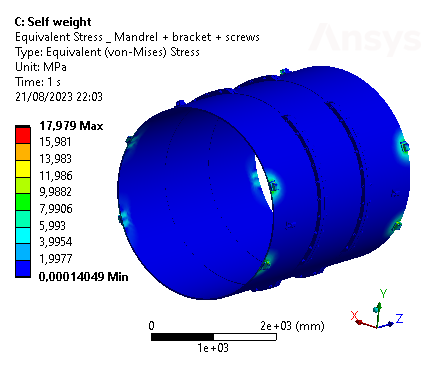 Ansys
C: Self weight
Equivalent Stress _ Mandrel + bracket + screws
Type: Equivalent (von-Mises) Stress
Unit: MPa
Time: 1 s
21/08/2023 22:03
17,979 Max
15,981
13,983
11,986
9,9882
7,9906
5,993
3,9954
1,9977
0,00014049 Min
0
2e+03 (mm)
1e+03
Y
X
Z